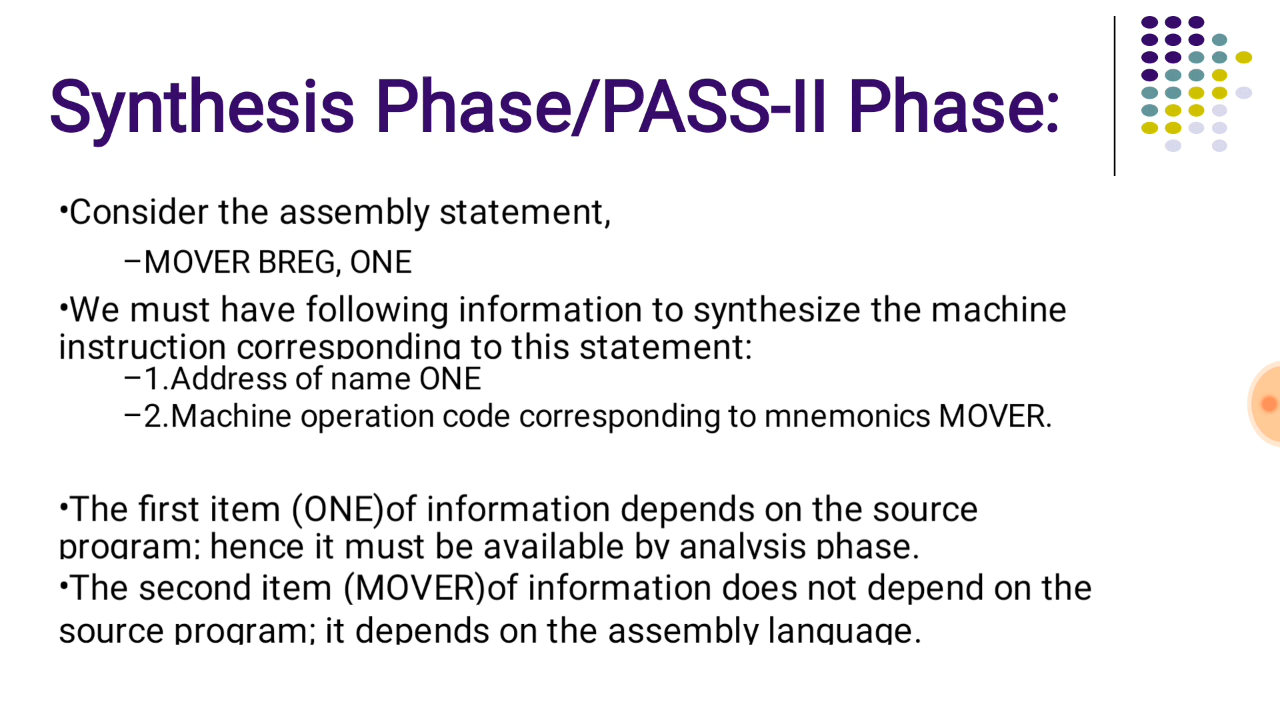 Synthesis Phase/PASS-II Phase:
•Consider the assembly statement,
–MOVER BREG, ONE
•We must have following information to synthesize the machine
instruction corresponding to this statement:
–1.Address of name ONE
–2.Machine operation code corresponding to mnemonics MOVER.
•The first item (ONE)of information depends on the source
program; hence it must be available by analysis phase.
•The second item (MOVER)of information does not depend on the
source program; it depends on the assembly language.